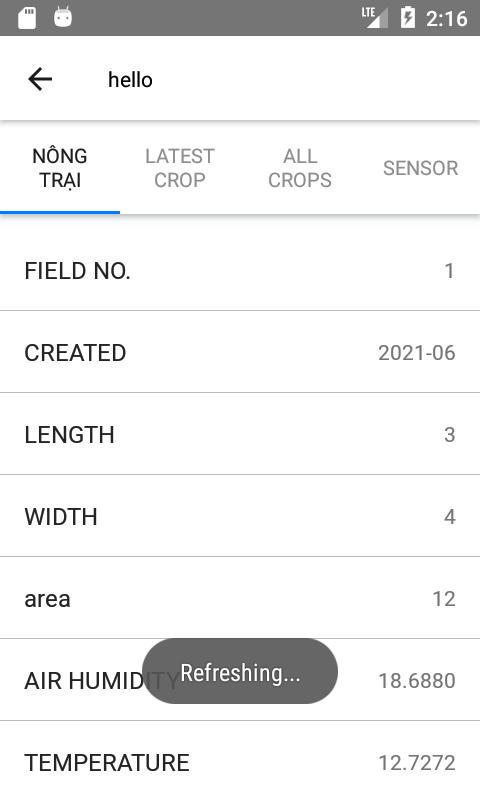 LTE 2:16
hello
NÔNG
TRẠI
LATEST
CROP
ALL
CROPS
SENSOR
FIELD NO. 1
CREATED 2021-06
LENGTH 3
WIDTH 4
area 12
AIR HUMIDITY 18.6880
Refreshing...
TEMPERATURE 12.7272